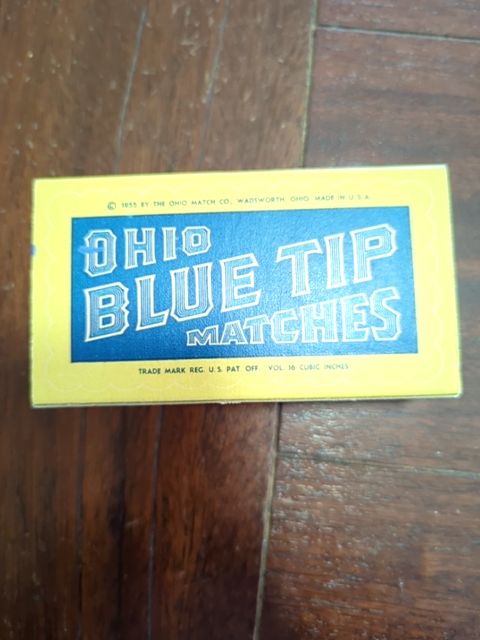 © 1955 BY THE OHIO MATCH CO., WADSWORTH, OHIO. MADE IN U.S.A.
OHIO
BLUE TIP
MATCHES
TRADE MARK REG. U.S. PAT. OFF. VOL. 16 CUBIC INCHES